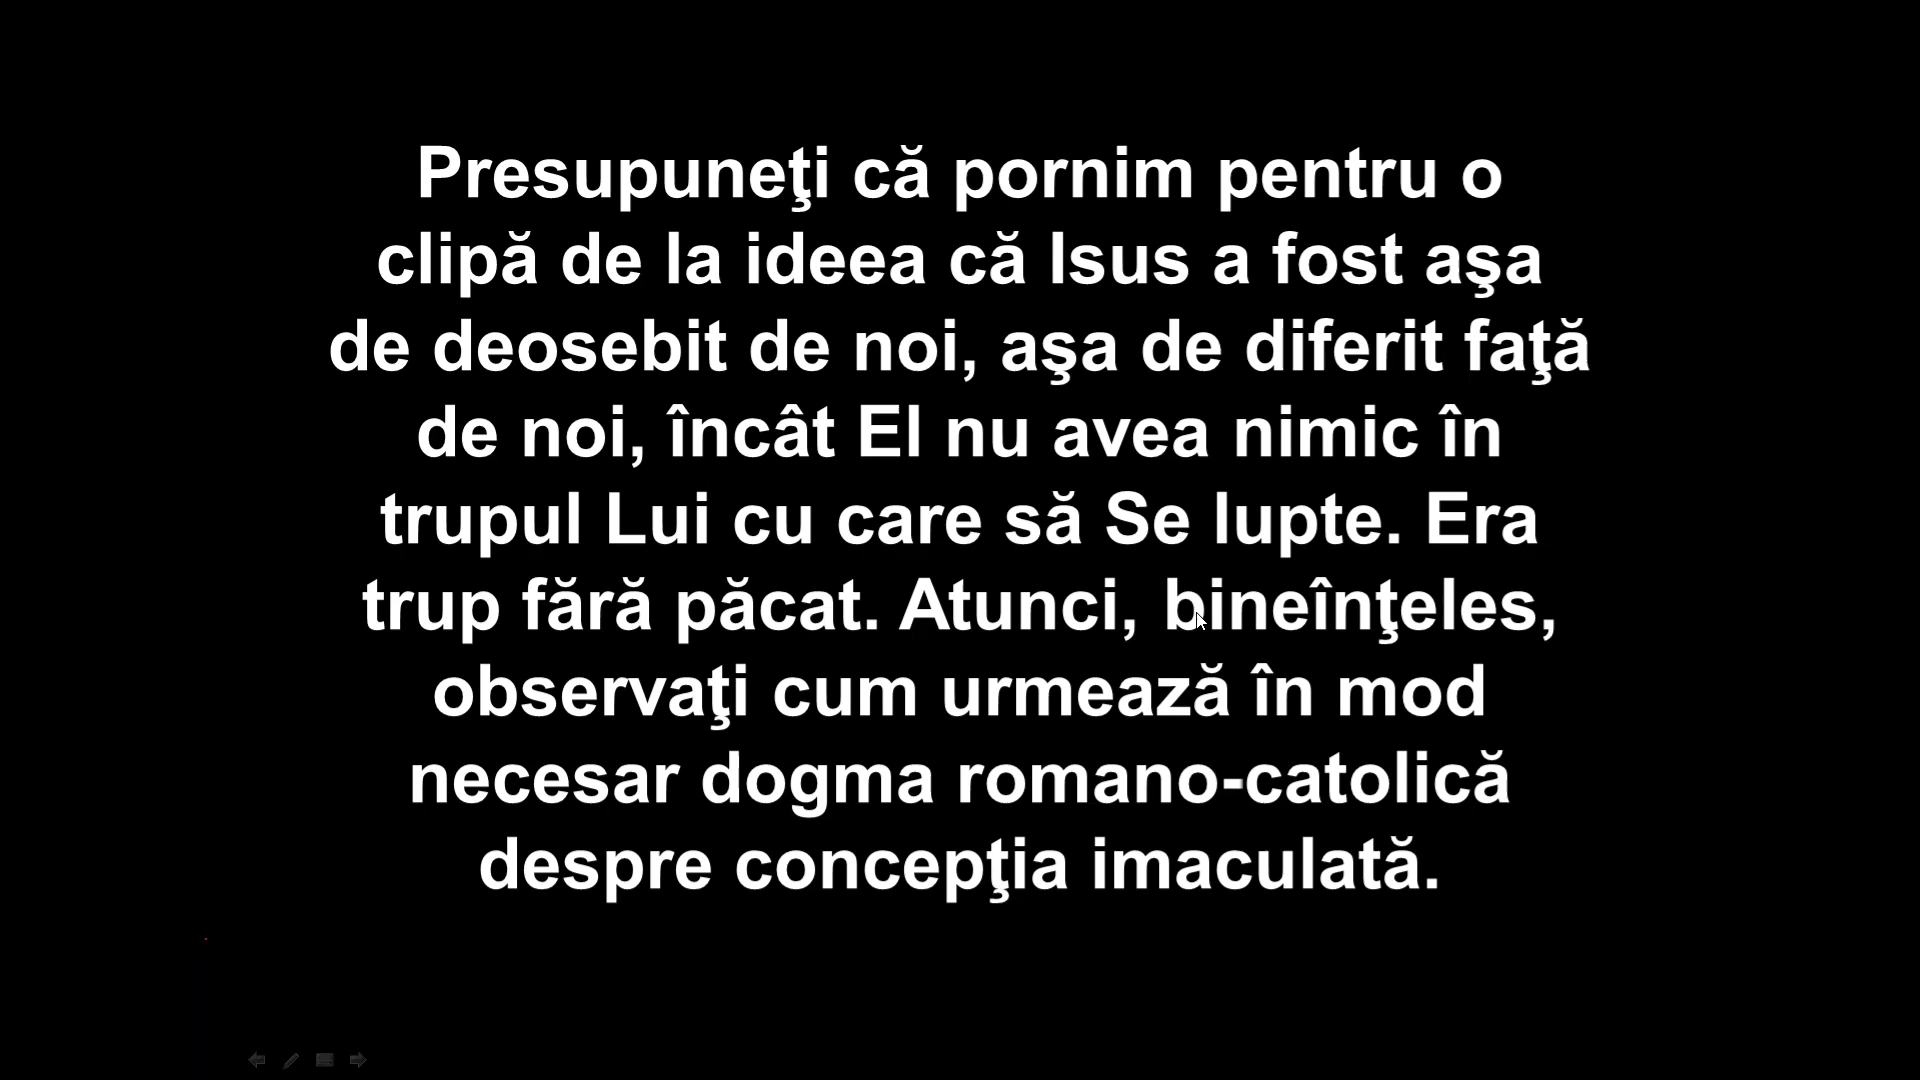 Presupuneţi că pornim pentru o
clipă de la ideea că Isus a fost aşa
de deosebit de noi, aşa de diferit faţă
de noi, încât El nu avea nimic în
trupul Lui cu care să Se lupte. Era
trup fără păcat. Atunci, bineînţeles,
observaţi cum urmează în mod
necesar dogma romano-catolică
despre concepţia imaculată.